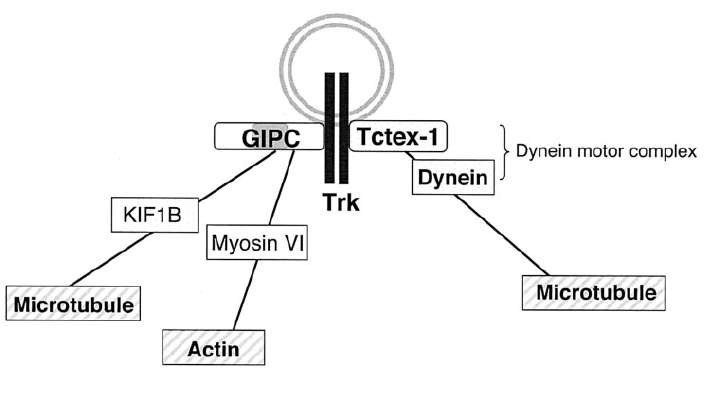 GIPC
Tctex-1
Dynein motor complex
Dynein
Trk
KIF1B
Myosin VI
Microtubule
Microtubule
Actin